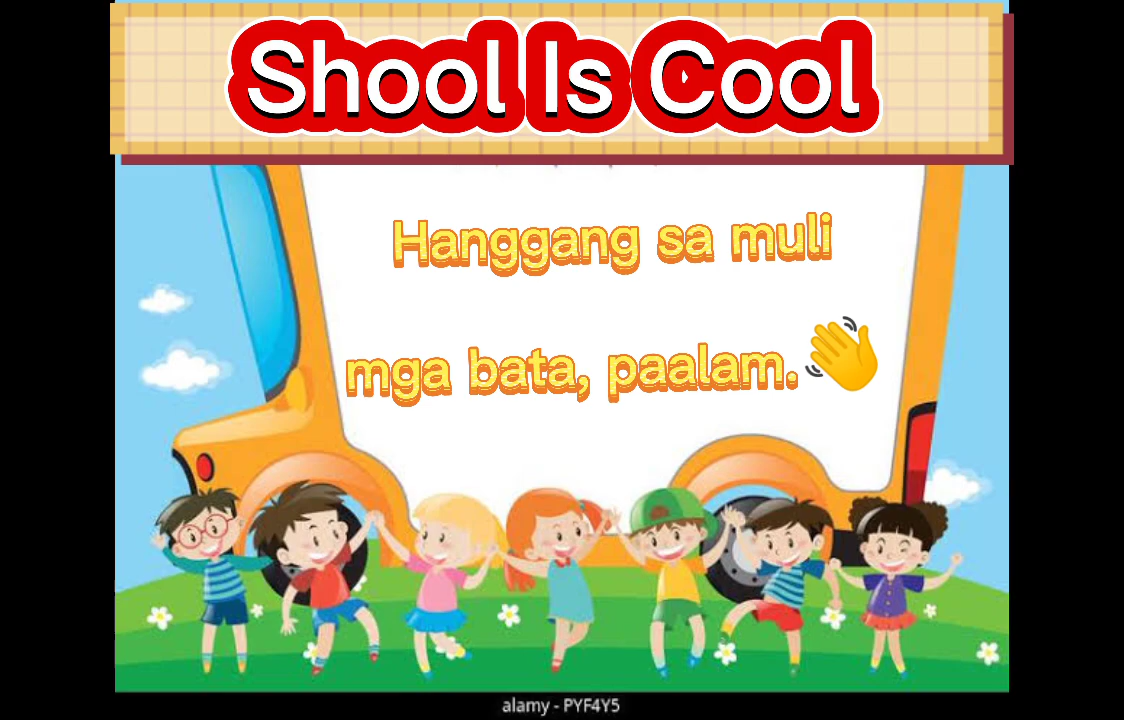 Shool Is Cool
Hanggang sa muli
mga bata, paalam.👋
alamy - PYF4Y5